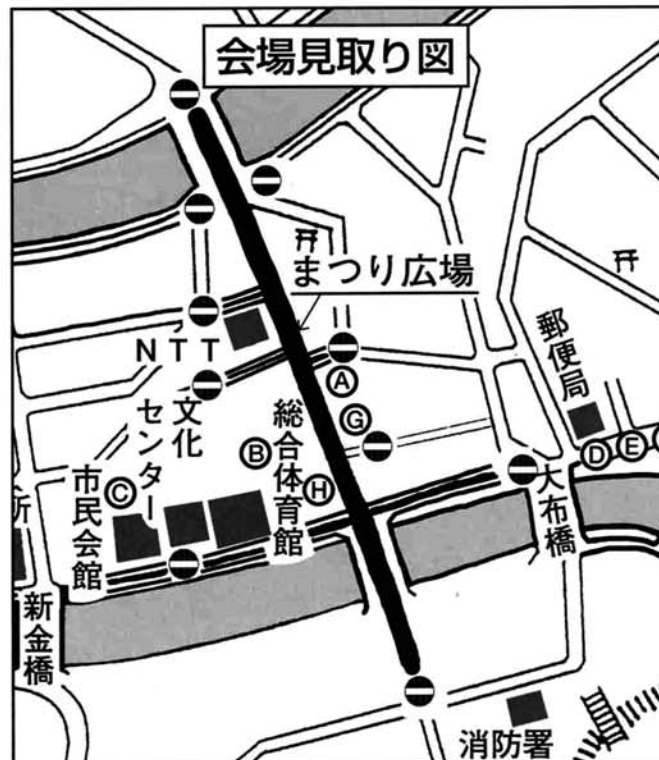 会場見取り図
まつり広場
NTT
郵便局
文化
センター
総合体育館
市民会館
所
大布橋
新金橋
消防署
A
G
B
H
C
D
E